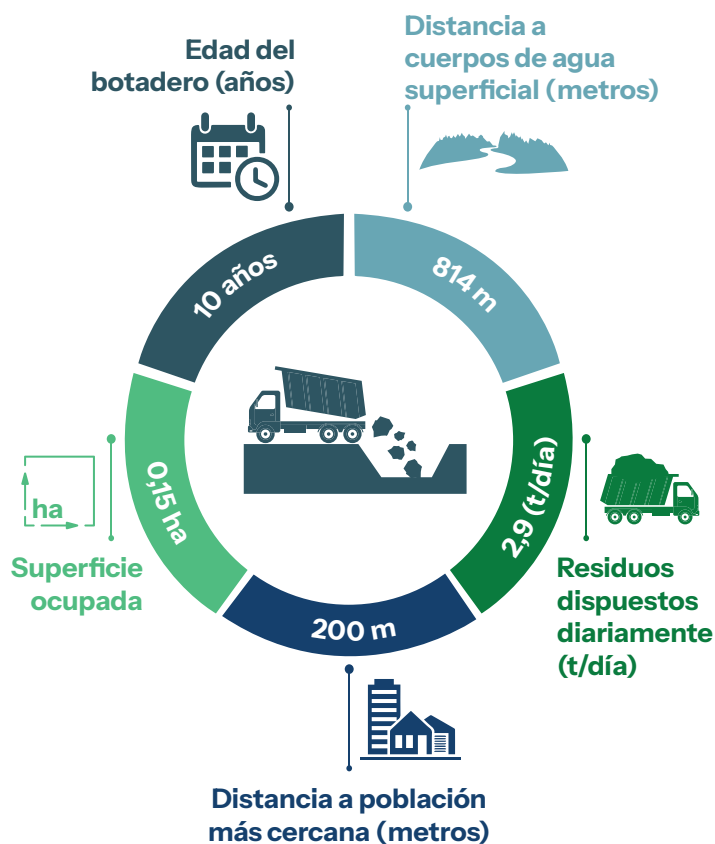 Edad del
botadero (años)
Distancia a
cuerpos de agua
superficial (metros)
10 años
814 m
0,15 ha
2,9 (t/día)
200 m
ha
Superficie
ocupada
Residuos
dispuestos
diariamente
(t/día)
Distancia a población
más cercana (metros)